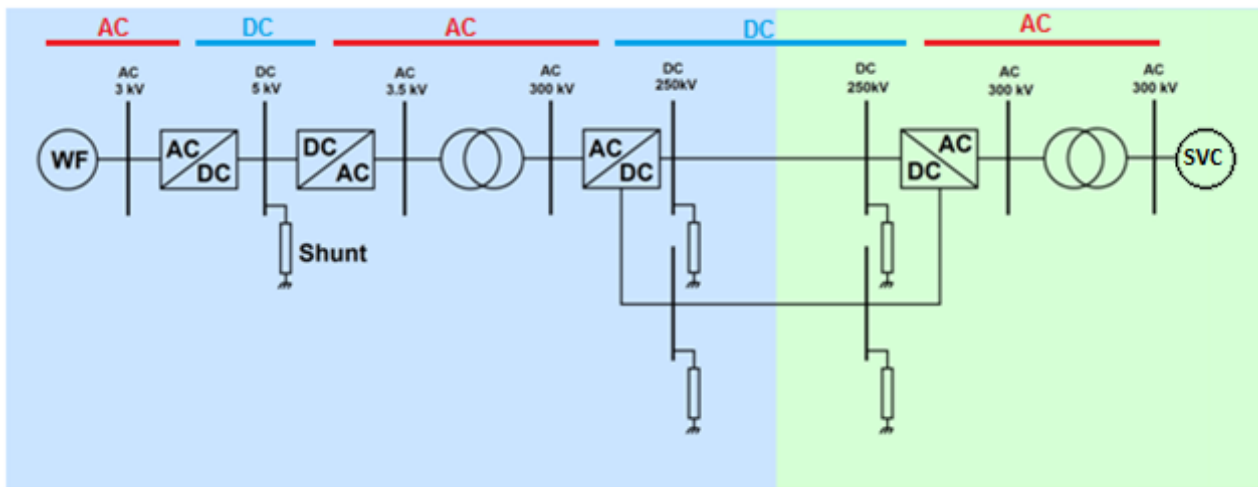 AC DC AC DC AC
AC DC AC AC DC DC AC AC
3 kV 5 kV 3.5 kV 300 kV 250kV 250kV 300 kV 300 kV
WF AC DC DC AC AC DC AC DC SVC
Shunt